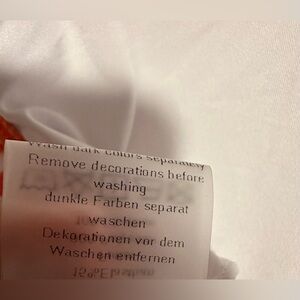 Wash dark colors separately
Remove decorations before
washing
dunkle Farben separat
waschen
Dekorationen vor dem
Waschen entfernen